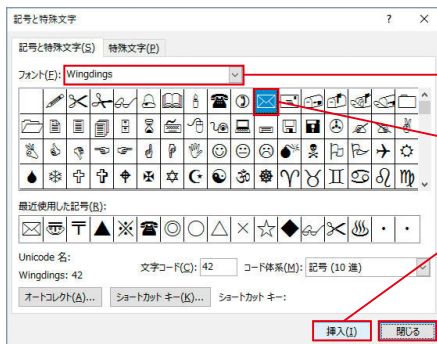 記号と特殊文字 ? ×
記号と特殊文字(S) 特殊文字(P)
フォント(F): Wingdings
最近使用した記号(R):
Unicode 名:
Wingdings: 42
文字コード(C): 42 コード体系(M): 記号 (10 進)
オートコレクト(A)... ショートカット キー(K)... ショートカット キー:
挿入(I) 閉じる